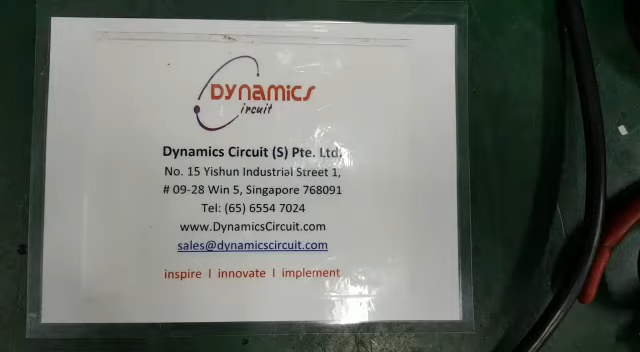 DYNAMICS
ircuit
Dynamics Circuit (S) Pte. Ltd.
No. 15 Yishun Industrial Street 1,
# 09-28 Win 5, Singapore 768091
Tel: (65) 6554 7024
www.DynamicsCircuit.com
sales@dynamicscircuit.com
inspire l innovate l implement